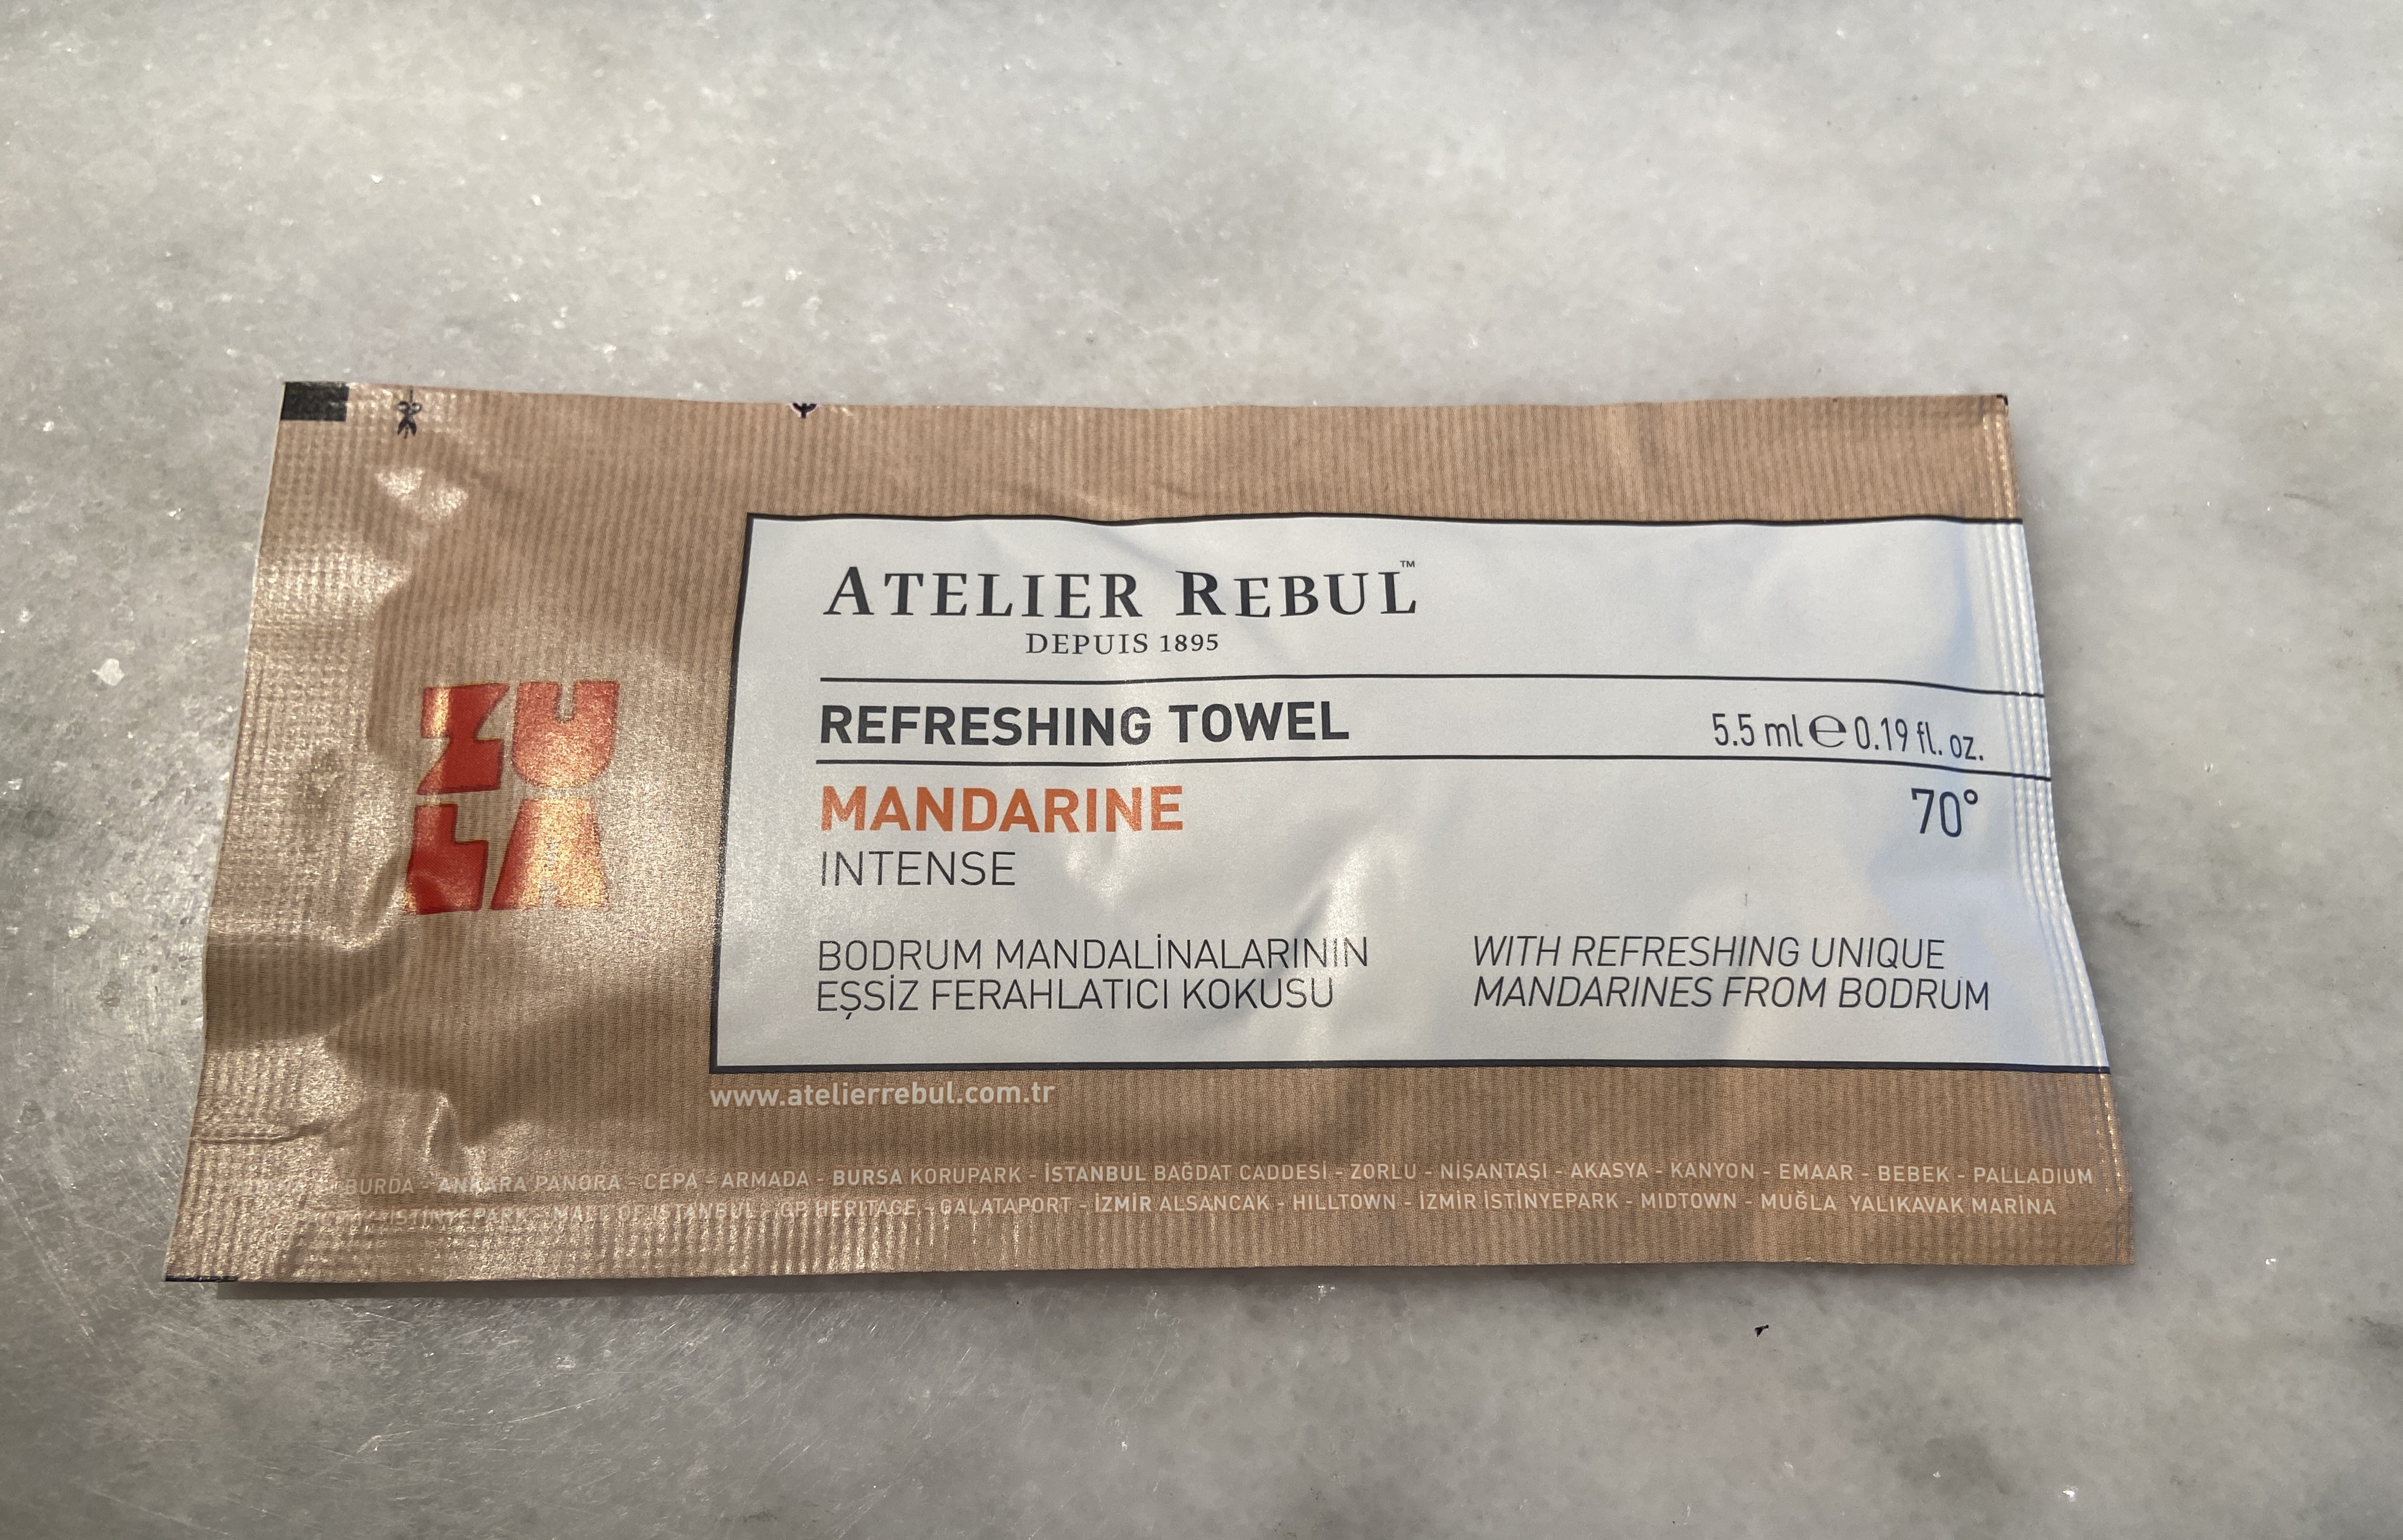 ZU
LA
ATELIER REBUL™
DEPUIS 1895
REFRESHING TOWEL
5.5 ml ℮ 0.19 fl. oz.
MANDARINE
70°
INTENSE
BODRUM MANDALİNALARININ
EŞSİZ FERAHLATICI KOKUSU
WITH REFRESHING UNIQUE
MANDARINES FROM BODRUM
www.atelierrebul.com.tr
BURDA - ANKARA PANORA - CEPA - ARMADA - BURSA KORUPARK - İSTANBUL BAĞDAT CADDESİ - ZORLU - NİŞANTAŞI - AKASYA - KANYON - EMAAR - BEBEK - PALLADIUM
İSTİNYEPARK - MALL OF İSTANBUL - GP HERITAGE - GALATAPORT - İZMİR ALSANCAK - HILLTOWN - İZMİR İSTİNYEPARK - MIDTOWN - MUĞLA YALIKAVAK MARİNA